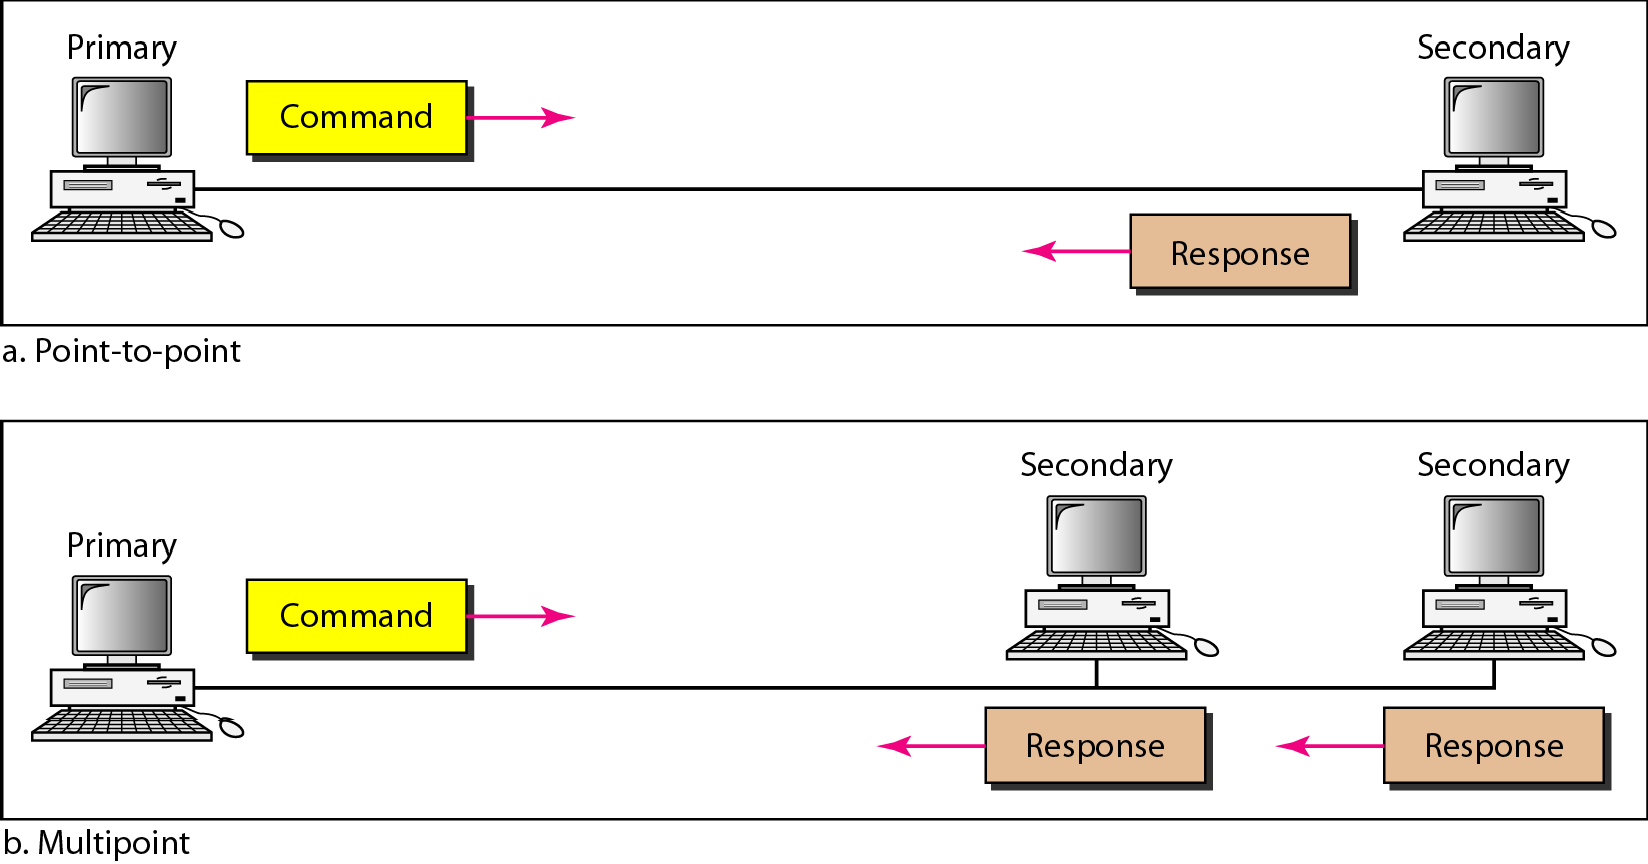 Primary
Secondary
Command
Response
a. Point-to-point
Secondary
Secondary
Primary
Command
Response
Response
b. Multipoint